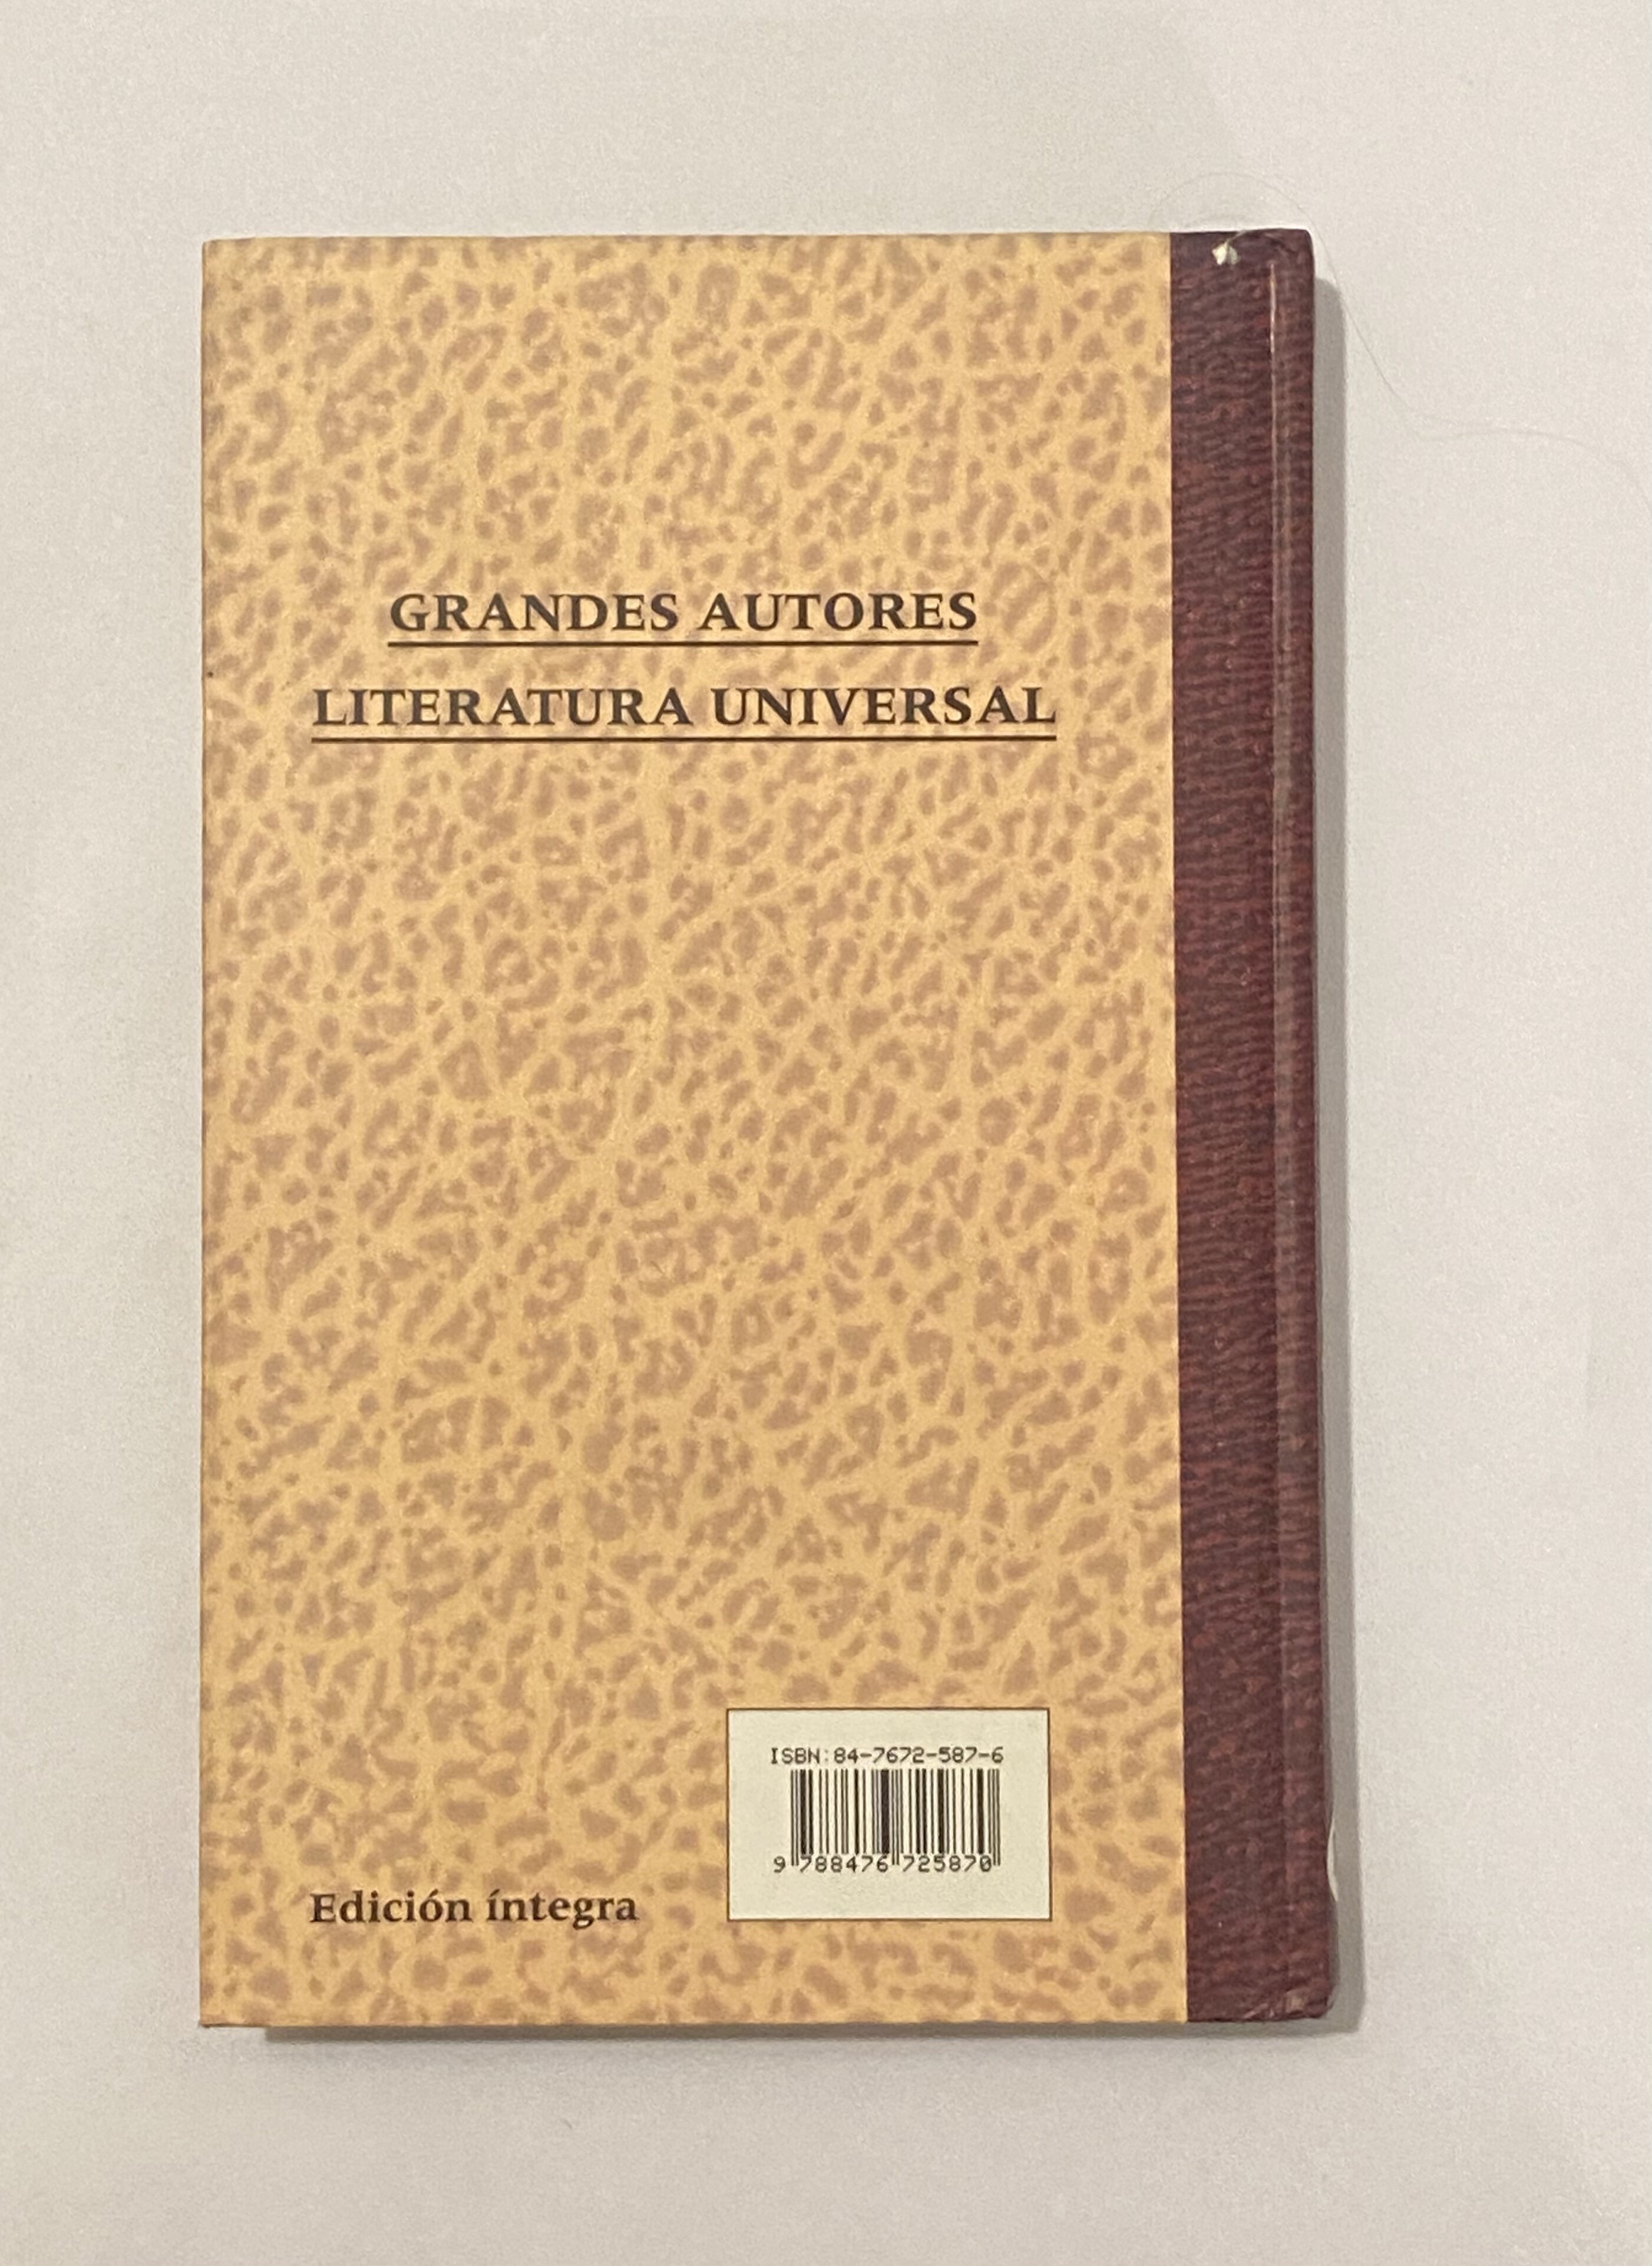 GRANDES AUTORES
LITERATURA UNIVERSAL
ISBN:84-7672-587-6
9 788476 725870
Edición íntegra